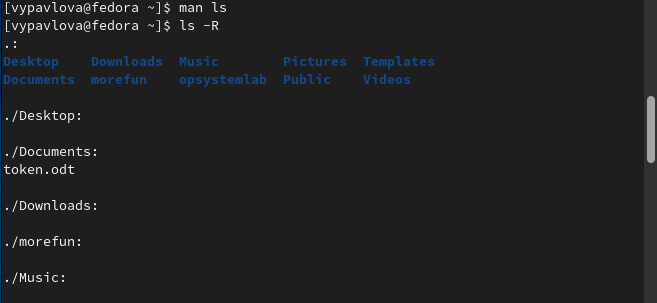 [vypavlova@fedora ~]$ man ls
[vypavlova@fedora ~]$ ls -R
.:
Desktop    Downloads  Music        Pictures  Templates
Documents  morefun    opsystemlab  Public    Videos

./Desktop:

./Documents:
token.odt

./Downloads:

./morefun:

./Music: